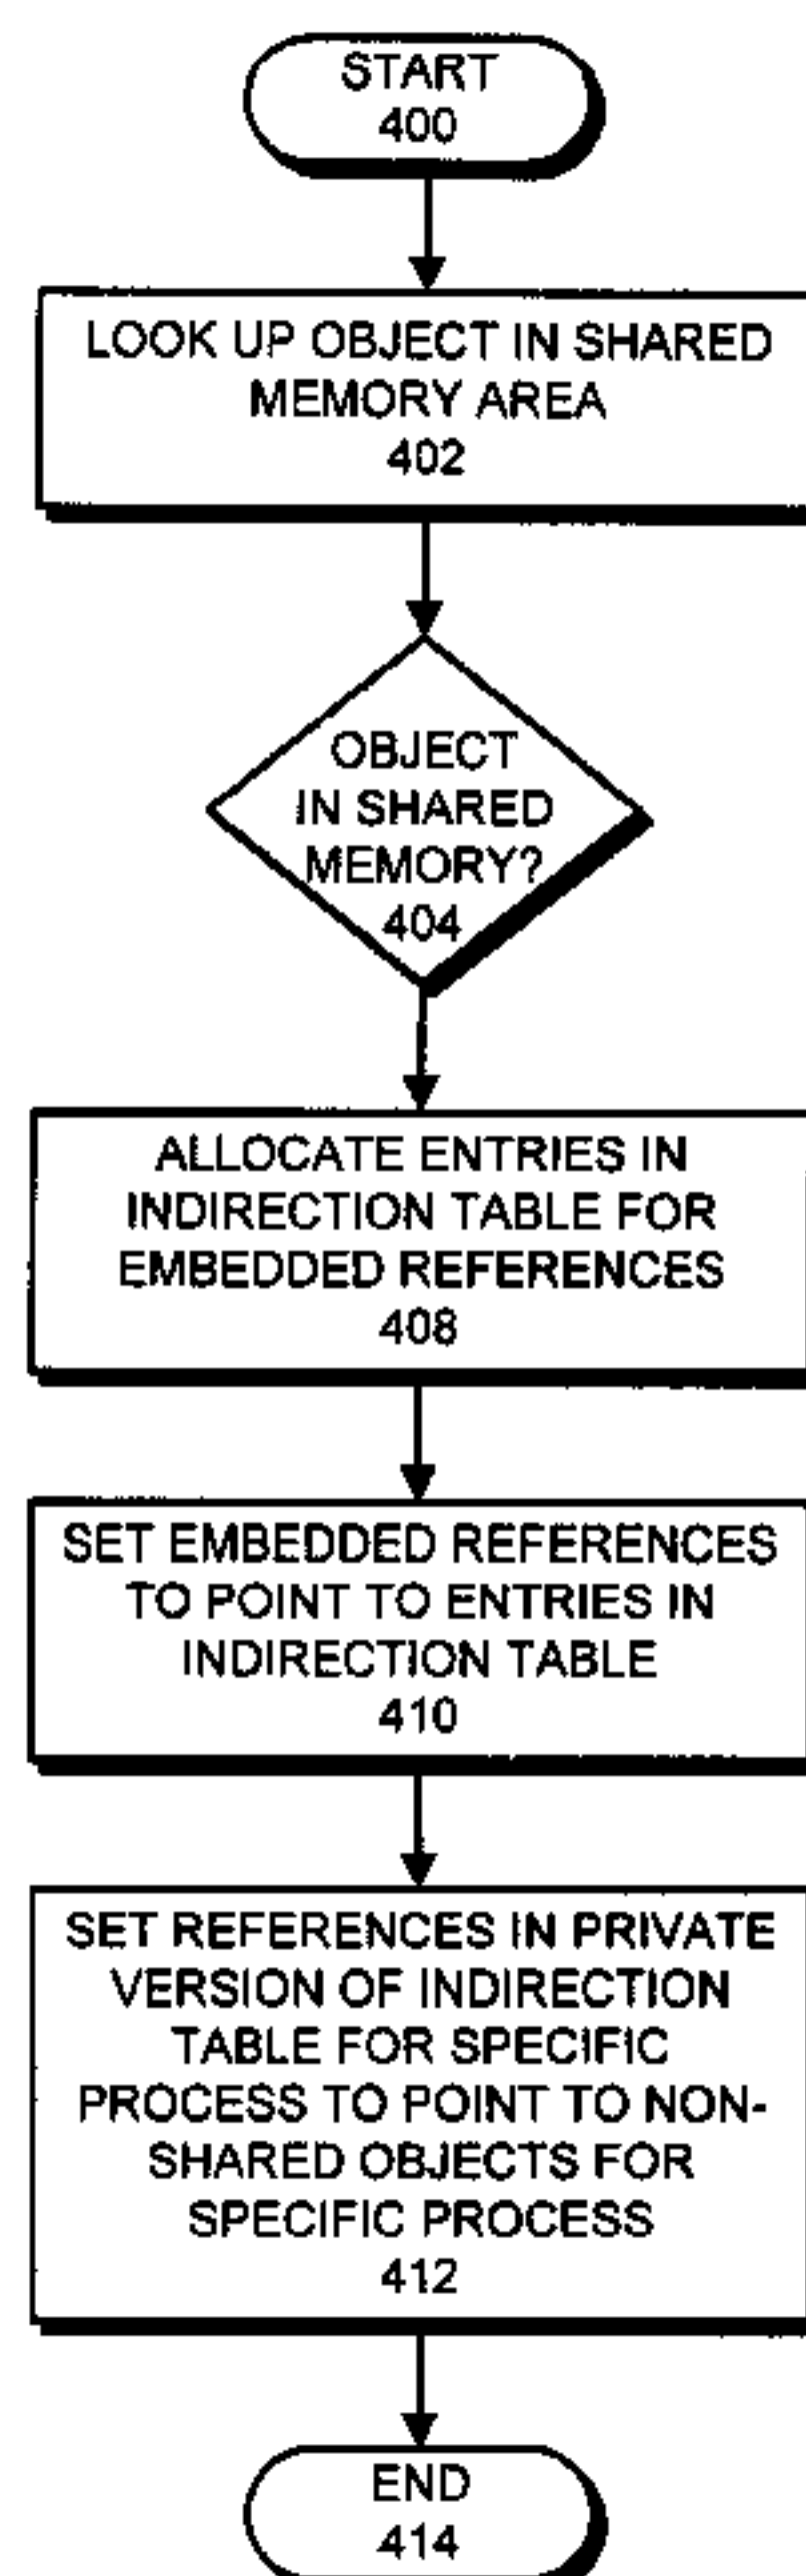 START
400
LOOK UP OBJECT IN SHARED
MEMORY AREA
402
OBJECT
IN SHARED
MEMORY?
404
ALLOCATE ENTRIES IN
INDIRECTION TABLE FOR
EMBEDDED REFERENCES
408
SET EMBEDDED REFERENCES
TO POINT TO ENTRIES IN
INDIRECTION TABLE
410
SET REFERENCES IN PRIVATE
VERSION OF INDIRECTION
TABLE FOR SPECIFIC
PROCESS TO POINT TO NON-
SHARED OBJECTS FOR
SPECIFIC PROCESS
412
END
414